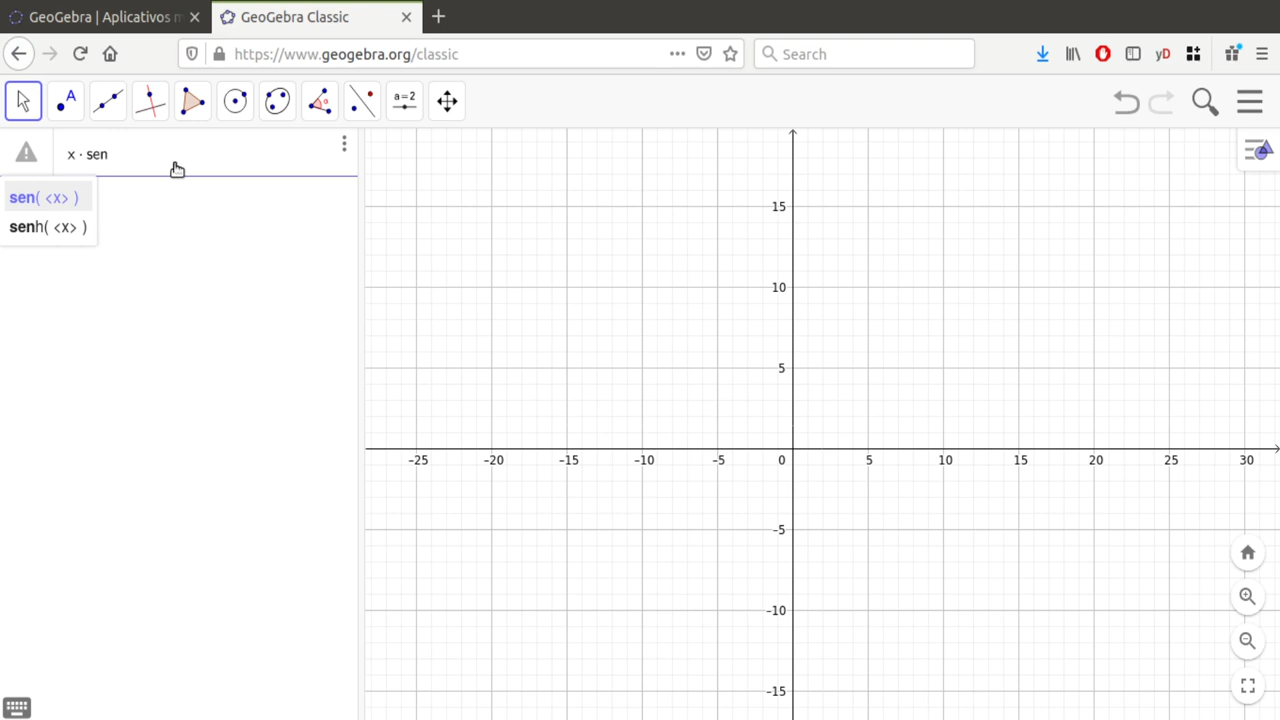 GeoGebra | Aplicativos m
GeoGebra Classic
https://www.geogebra.org/classic
Search
yD
A
α
a=2
x · sen
sen( <x> )
senh( <x> )
15
10
5
-25 -20 -15 -10 -5 0 5 10 15 20 25 30
-5
-10
-15